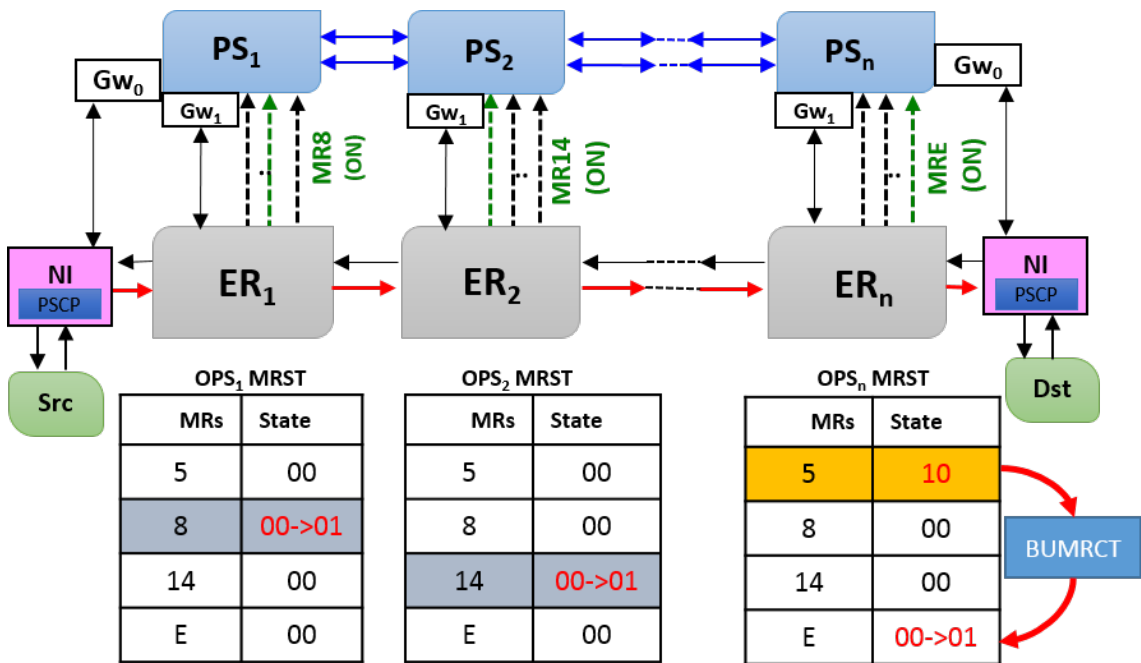 PS1
PS2
PSn
Gw0
Gw0
Gw1
Gw1
Gw1
MR8
(ON)
MR14
(ON)
MRE
(ON)
NI
PSCP
ER1
ER2
ERn
NI
PSCP
Src
Dst
OPS1 MRST
MRs State
5 00
8 00->01
14 00
E 00
OPS2 MRST
MRs State
5 00
8 00
14 00->01
E 00
OPSn MRST
MRs State
5 10
8 00
14 00
E 00->01
BUMRCT